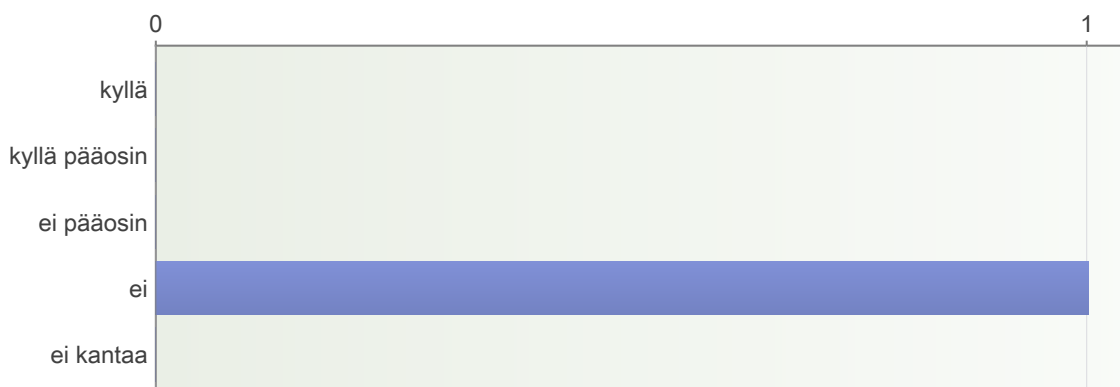 0 1
kyllä
kyllä pääosin
ei pääosin
ei
ei kantaa